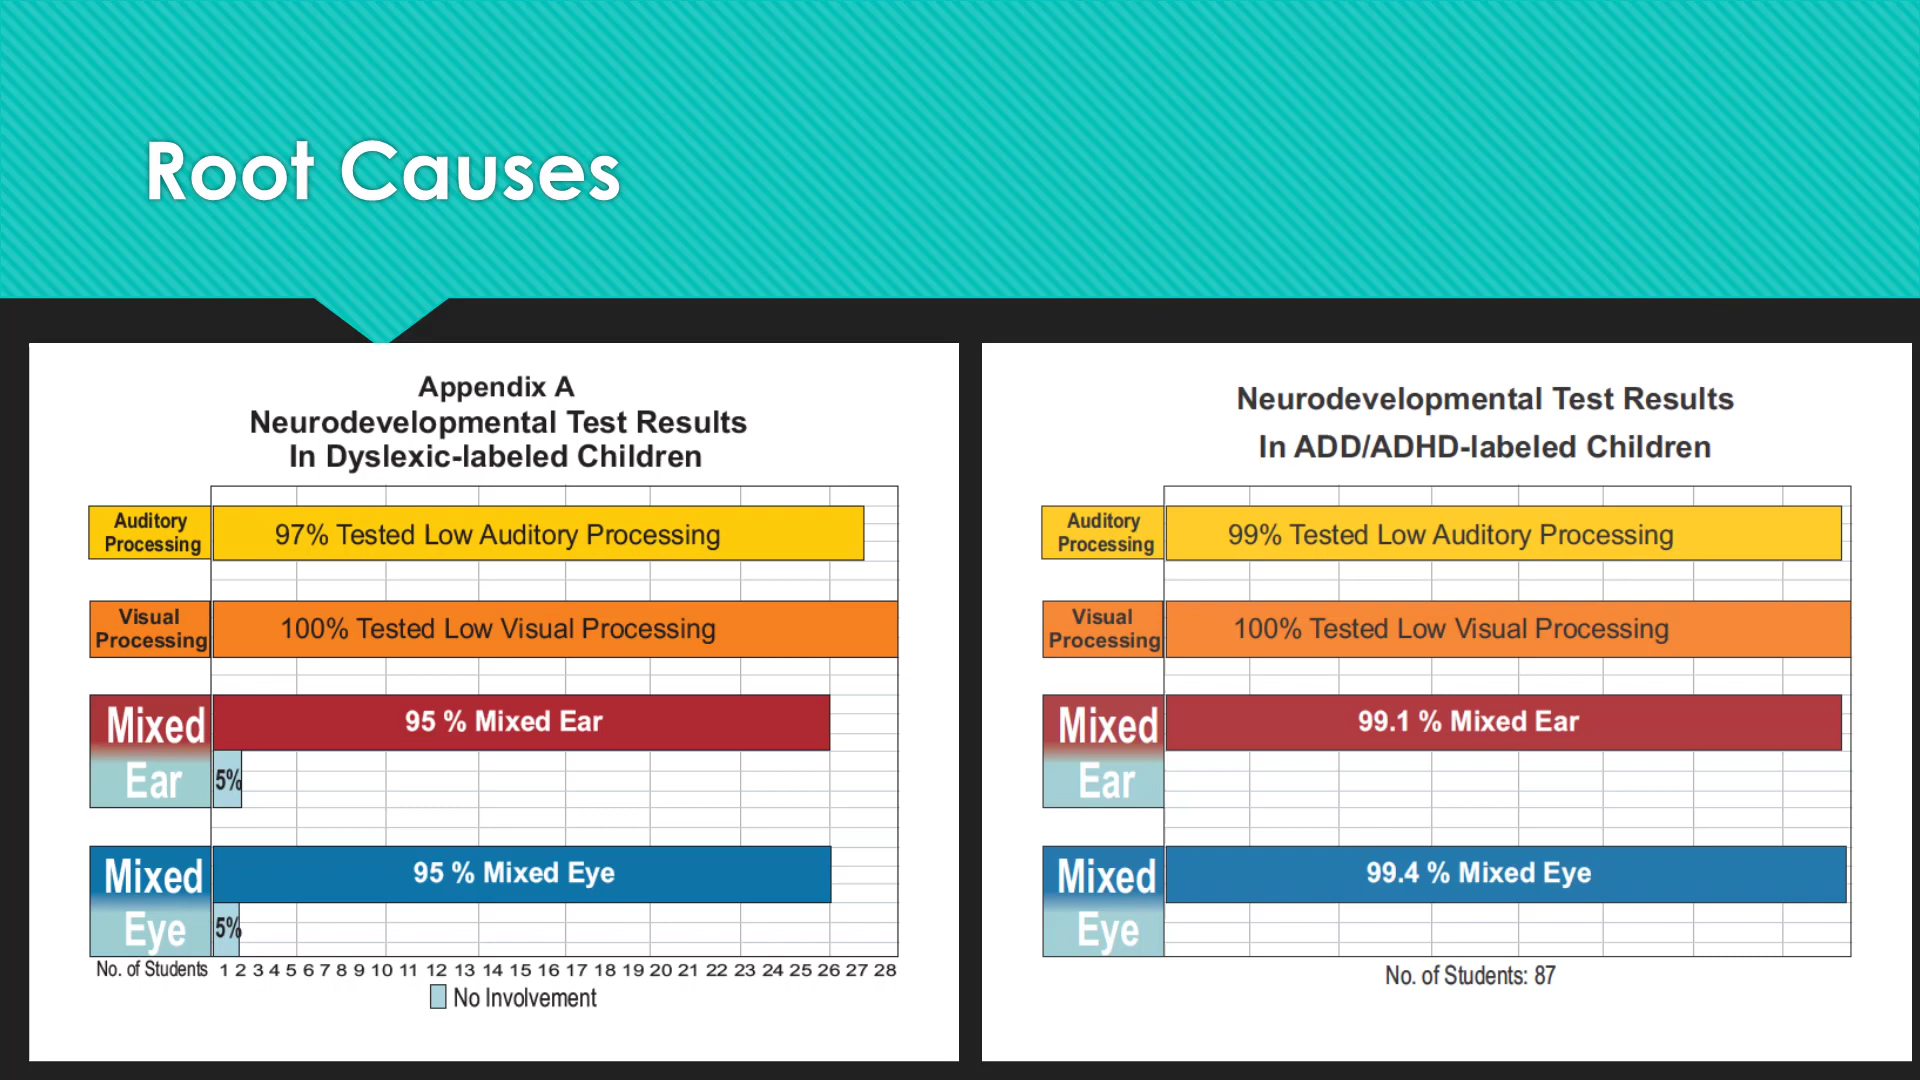 Root Causes
Appendix A
Neurodevelopmental Test Results
In Dyslexic-labeled Children
Auditory
Processing
97% Tested Low Auditory Processing
Visual
Processing
100% Tested Low Visual Processing
Mixed
Ear
95 % Mixed Ear
5%
Mixed
Eye
95 % Mixed Eye
5%
No. of Students 1 2 3 4 5 6 7 8 9 10 11 12 13 14 15 16 17 18 19 20 21 22 23 24 25 26 27 28
No Involvement
Neurodevelopmental Test Results
In ADD/ADHD-labeled Children
Auditory
Processing
99% Tested Low Auditory Processing
Visual
Processing
100% Tested Low Visual Processing
Mixed
Ear
99.1 % Mixed Ear
Mixed
Eye
99.4 % Mixed Eye
No. of Students: 87